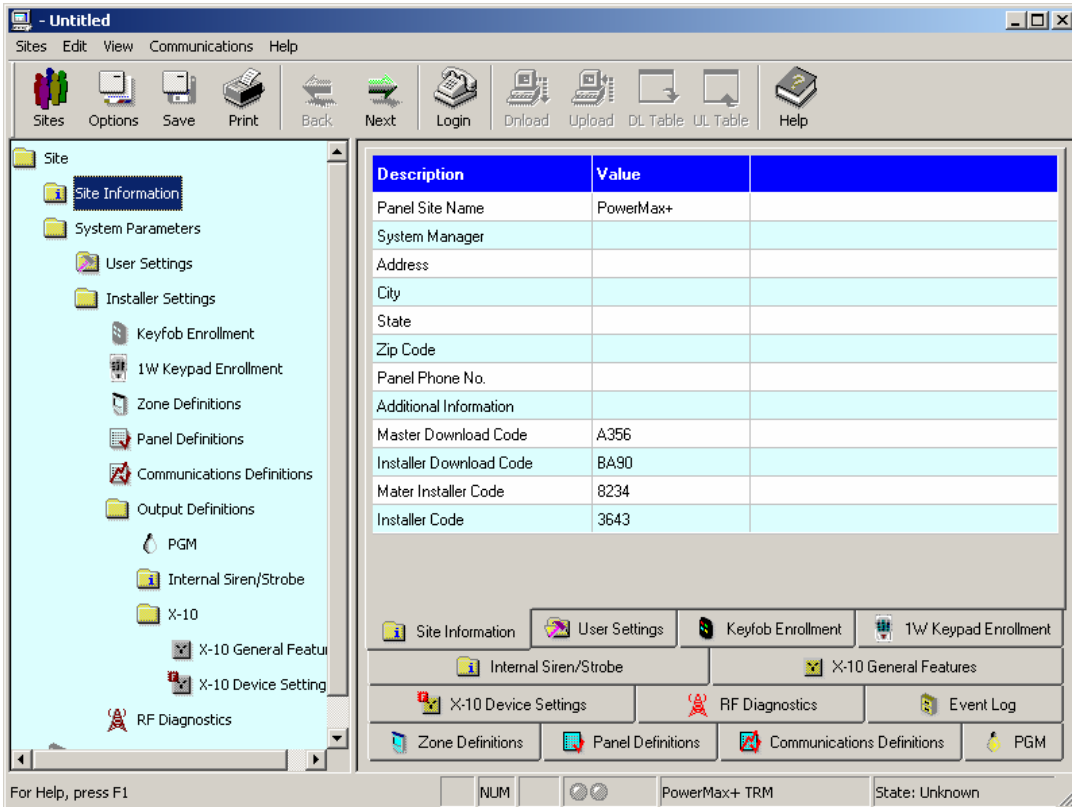 - Untitled
Sites Edit View Communications Help
Sites Options Save Print Back Next Login Dnload Upload DL Table UL Table Help
Site
Site Information
System Parameters
User Settings
Installer Settings
Keyfob Enrollment
1W Keypad Enrollment
Zone Definitions
Panel Definitions
Communications Definitions
Output Definitions
PGM
Internal Siren/Strobe
X-10
X-10 General Featu
X-10 Device Setting
RF Diagnostics
Description Value
Panel Site Name PowerMax+
System Manager
Address
City
State
Zip Code
Panel Phone No.
Additional Information
Master Download Code A356
Installer Download Code BA90
Mater Installer Code 8234
Installer Code 3643
Site Information User Settings Keyfob Enrollment 1W Keypad Enrollment
Internal Siren/Strobe X-10 General Features
X-10 Device Settings RF Diagnostics Event Log
Zone Definitions Panel Definitions Communications Definitions PGM
For Help, press F1 NUM PowerMax+ TRM State: Unknown